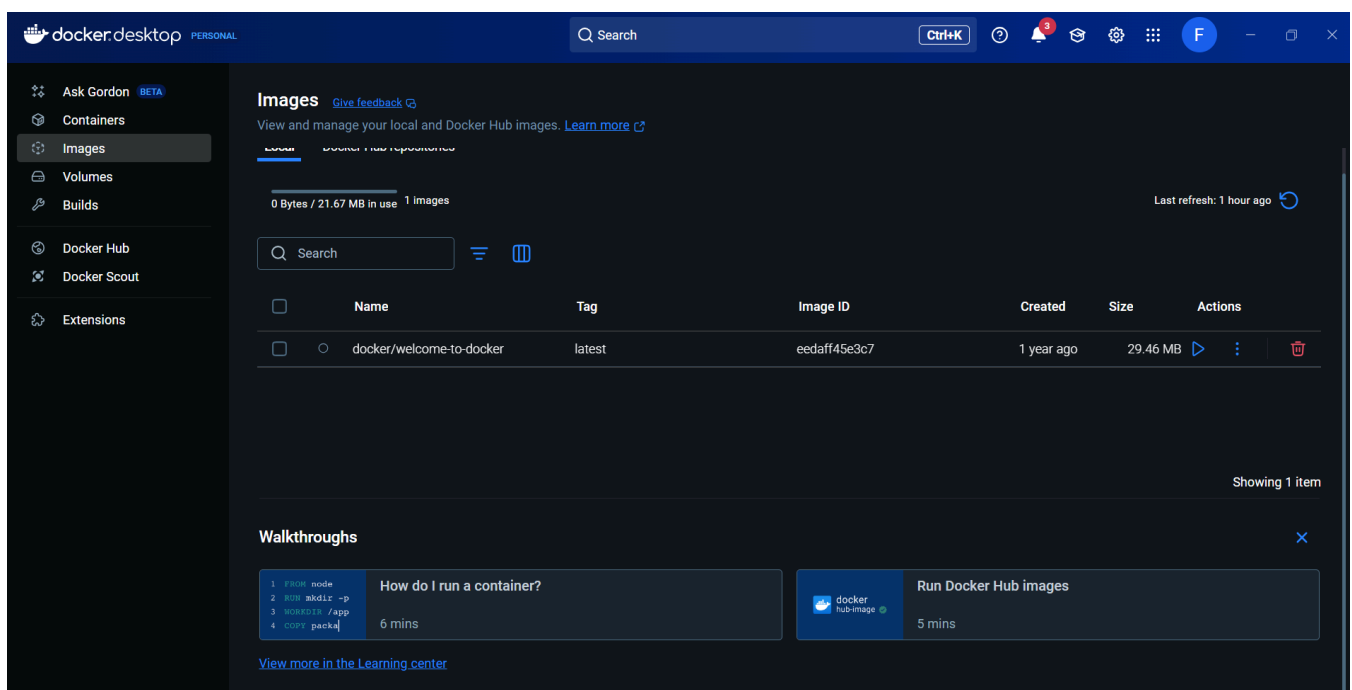 docker.desktop PERSONAL
Search
Ctrl+K
3
F
Ask Gordon BETA
Containers
Images
Volumes
Builds
Docker Hub
Docker Scout
Extensions
Images Give feedback
View and manage your local and Docker Hub images. Learn more
Local Docker Hub repositories
0 Bytes / 21.67 MB in use 1 images
Last refresh: 1 hour ago
Search
Name Tag Image ID Created Size Actions
docker/welcome-to-docker latest eedaff45e3c7 1 year ago 29.46 MB
Showing 1 item
Walkthroughs
1 FROM node
2 RUN mkdir -p
3 WORKDIR /app
4 COPY packa
How do I run a container?
6 mins
docker
hub-image
Run Docker Hub images
5 mins
View more in the Learning center